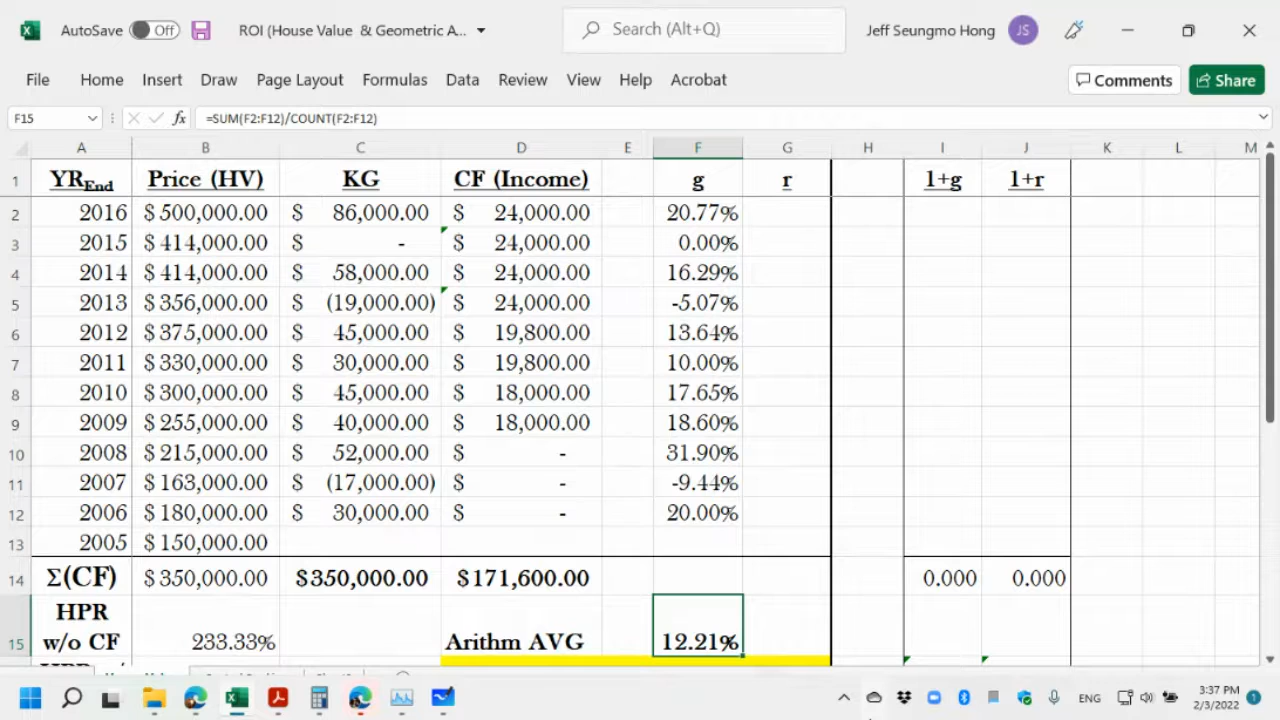 AutoSave Off ROI (House Value & Geometric A... Search (Alt+Q) Jeff Seungmo Hong JS
File Home Insert Draw Page Layout Formulas Data Review View Help Acrobat Comments Share
F15 fx =SUM(F2:F12)/COUNT(F2:F12)
A B C D E F G H I J K L M
1 YREnd Price (HV) KG CF (Income) g r 1+g 1+r
2 2016 $ 500,000.00 $ 86,000.00 $ 24,000.00 20.77%
3 2015 $ 414,000.00 $ - $ 24,000.00 0.00%
4 2014 $ 414,000.00 $ 58,000.00 $ 24,000.00 16.29%
5 2013 $ 356,000.00 $ (19,000.00) $ 24,000.00 -5.07%
6 2012 $ 375,000.00 $ 45,000.00 $ 19,800.00 13.64%
7 2011 $ 330,000.00 $ 30,000.00 $ 19,800.00 10.00%
8 2010 $ 300,000.00 $ 45,000.00 $ 18,000.00 17.65%
9 2009 $ 255,000.00 $ 40,000.00 $ 18,000.00 18.60%
10 2008 $ 215,000.00 $ 52,000.00 $ - 31.90%
11 2007 $ 163,000.00 $ (17,000.00) $ - -9.44%
12 2006 $ 180,000.00 $ 30,000.00 $ - 20.00%
13 2005 $ 150,000.00
14 Σ(CF) $ 350,000.00 $350,000.00 $171,600.00 0.000 0.000
HPR
15 w/o CF 233.33% Arithm AVG 12.21%
ENG 3:37 PM
2/3/2022 1